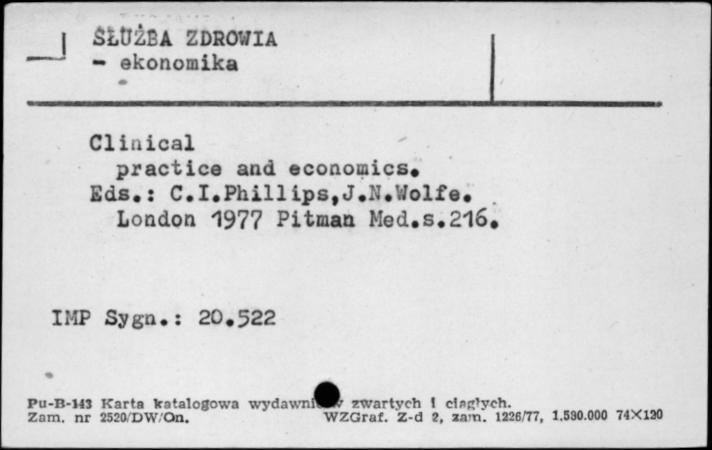 SŁUŻBA ZDROWIA
- ekonomika
Clinical
practice and economics.
Eds.: C.I.Phillips,J.N.Wolfe.
London 1977 Pitman Med.s.216.
IMP Sygn.: 20.522
Pu-B-143 Karta katalogowa zwartych i ciągłych.
Zam. nr 2520/DW/On. WZGraf. Z-d 2, zam. 1226/77, 1.590.000 74X120